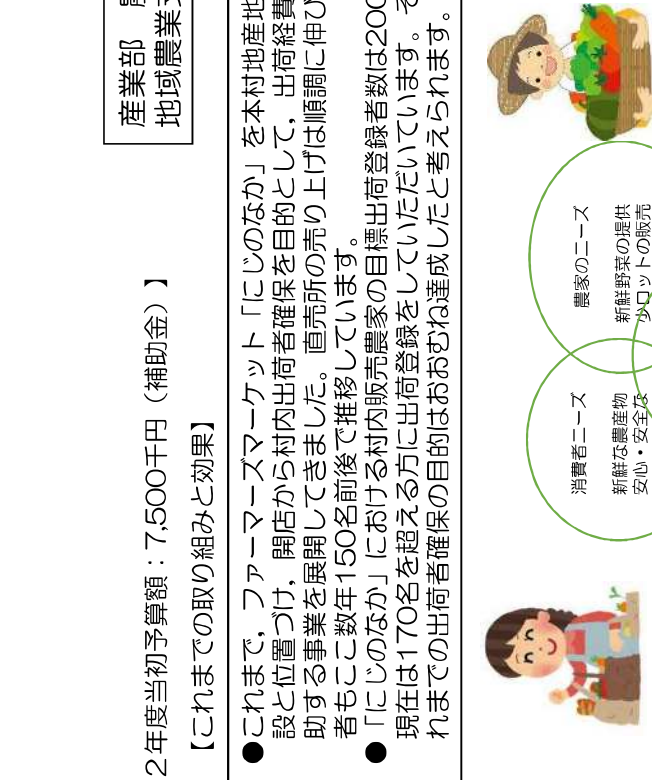 産業部
地域農業
2年度当初予算額：7,500千円（補助金）】
【これまでの取り組みと効果】
●これまで，ファーマーズマーケット「にじのなか」を本村地産地
設と位置づけ，開店から村内出荷者確保を目的として，出荷経費
助する事業を展開してきました。直売所の売り上げは順調に伸び
者もここ数年150名前後で推移しています。
●「にじのなか」における村内販売農家の目標出荷登録者数は200
現在は170名を超える方に出荷登録をしていただいています。そ
れまでの出荷者確保の目的はおおむね達成したと考えられます。
消費者ニーズ
新鮮な農産物
安心・安全な
農家のニーズ
新鮮野菜の提供
少ロットの販売